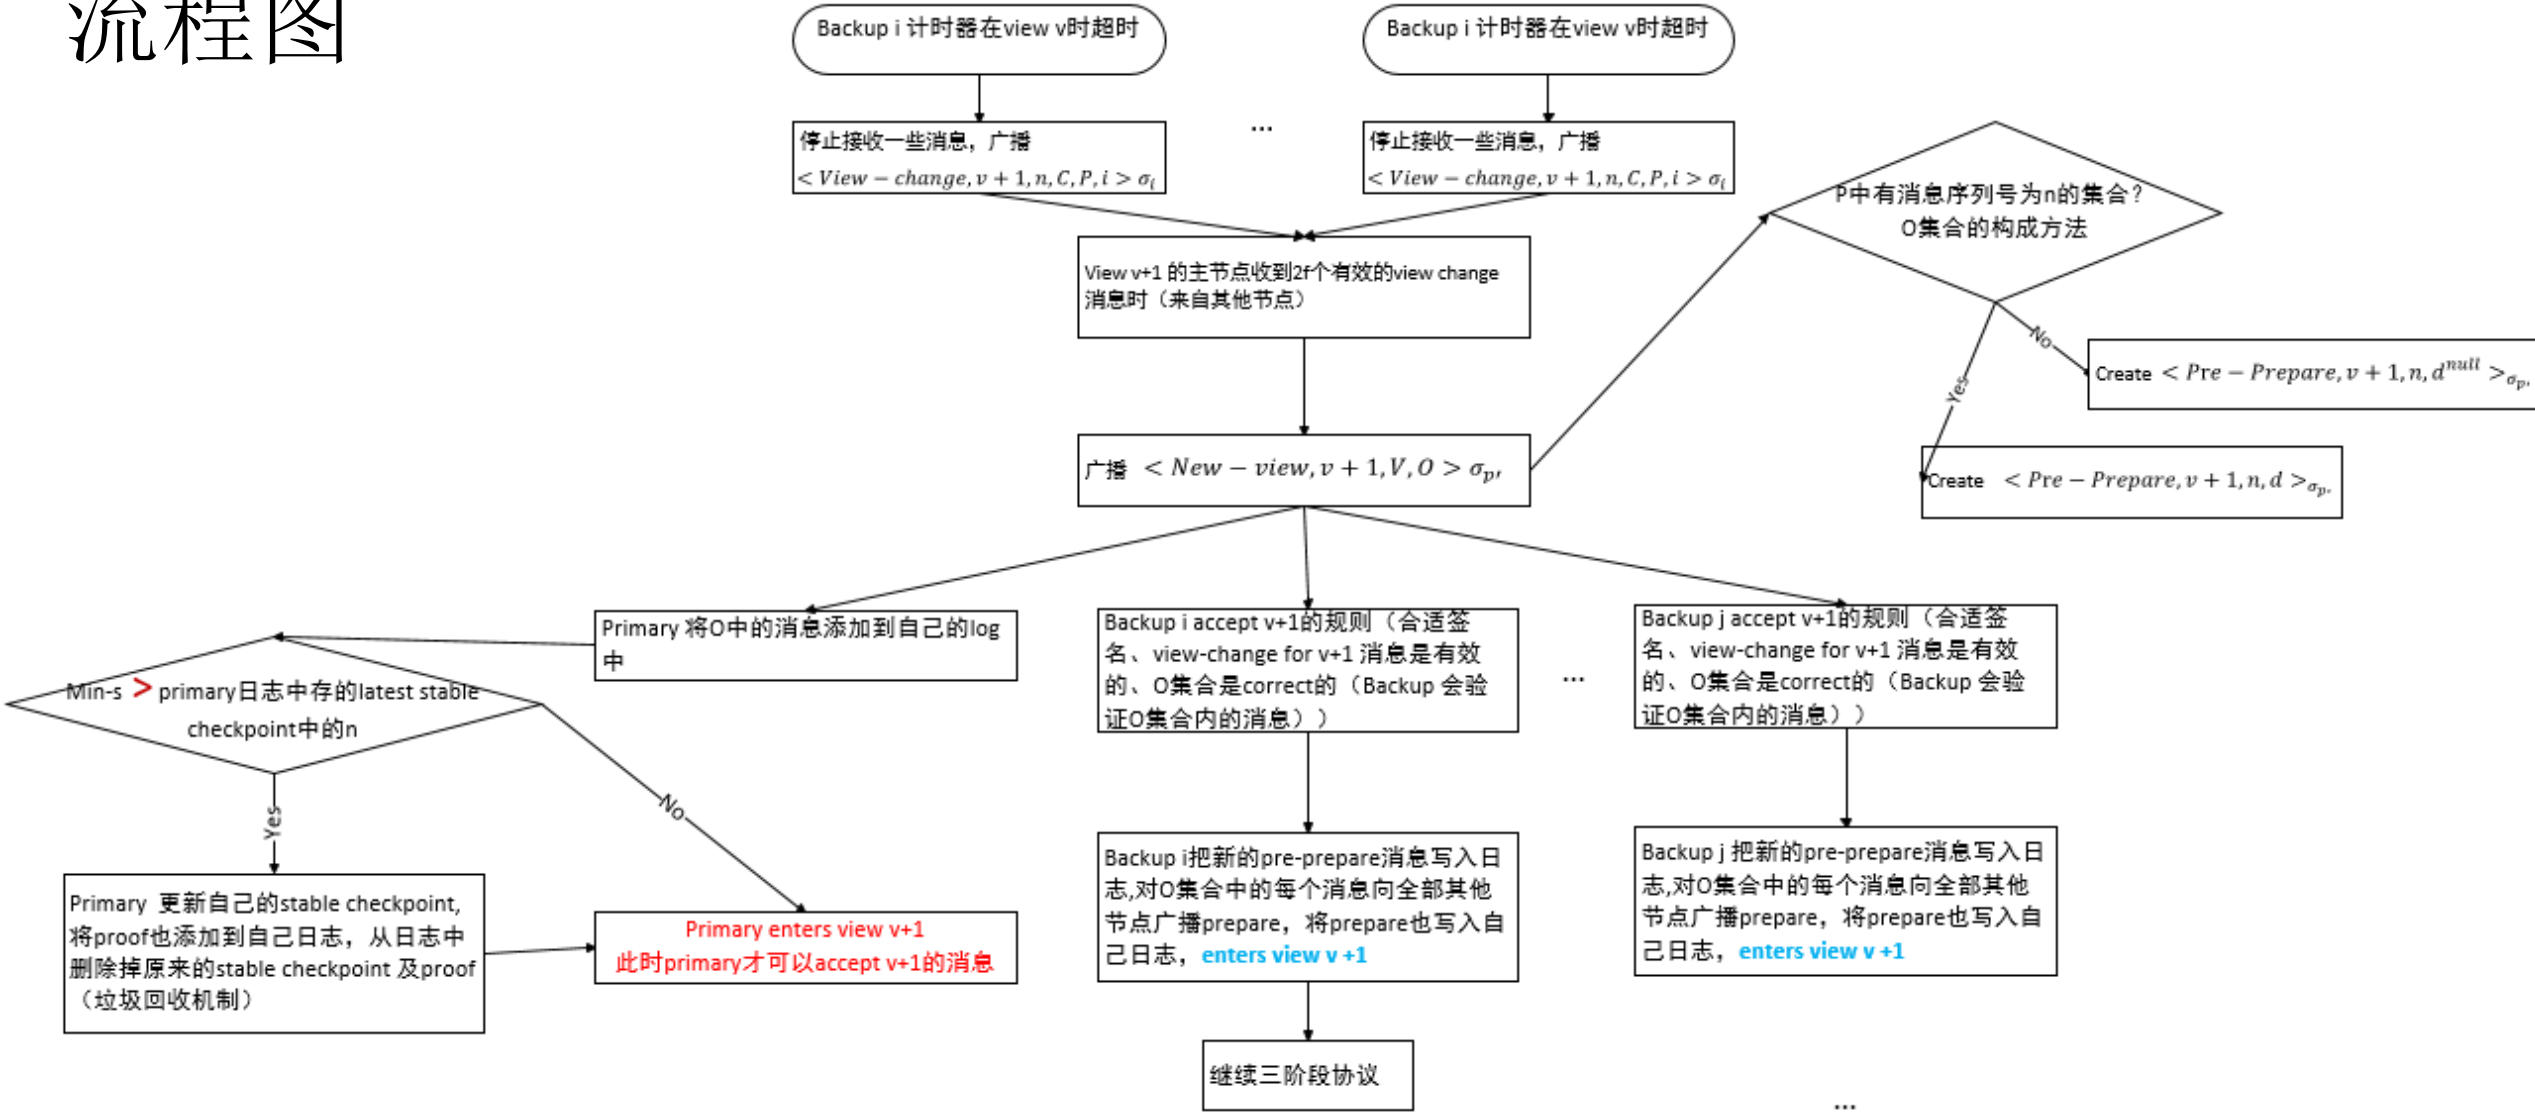 流程图
Backup i 计时器在view v时超时
Backup i 计时器在view v时超时
停止接收一些消息，广播
< View − change, v + 1, n, C, P, i > σᵢ
...
停止接收一些消息，广播
< View − change, v + 1, n, C, P, i > σᵢ
P中有消息序列号为n的集合？
O集合的构成方法
View v+1 的主节点收到2f个有效的view change
消息时（来自其他节点）
No
Create < Pre − Prepare, v + 1, n, d^{null} >_{σ_{p'}}
Yes
广播 < New − view, v + 1, V, O > σ_{p'}
Create < Pre − Prepare, v + 1, n, d >_{σ_{p'}}
Primary 将O中的消息添加到自己的log
中
Min-s > primary日志中存的latest stable
checkpoint中的n
Yes
No
Primary 更新自己的stable checkpoint,
将proof也添加到自己日志，从日志中
删除掉原来的stable checkpoint 及proof
（垃圾回收机制）
Primary enters view v+1
此时primary才可以accept v+1的消息
Backup i accept v+1的规则（合适签
名、view-change for v+1 消息是有效
的、O集合是correct的（Backup 会验
证O集合内的消息））
...
Backup j accept v+1的规则（合适签
名、view-change for v+1 消息是有效
的、O集合是correct的（Backup 会验
证O集合内的消息））
Backup i把新的pre-prepare消息写入日
志,对O集合中的每个消息向全部其他
节点广播prepare，将prepare也写入自
己日志，enters view v +1
Backup j 把新的pre-prepare消息写入日
志,对O集合中的每个消息向全部其他
节点广播prepare，将prepare也写入自
己日志，enters view v +1
继续三阶段协议
...